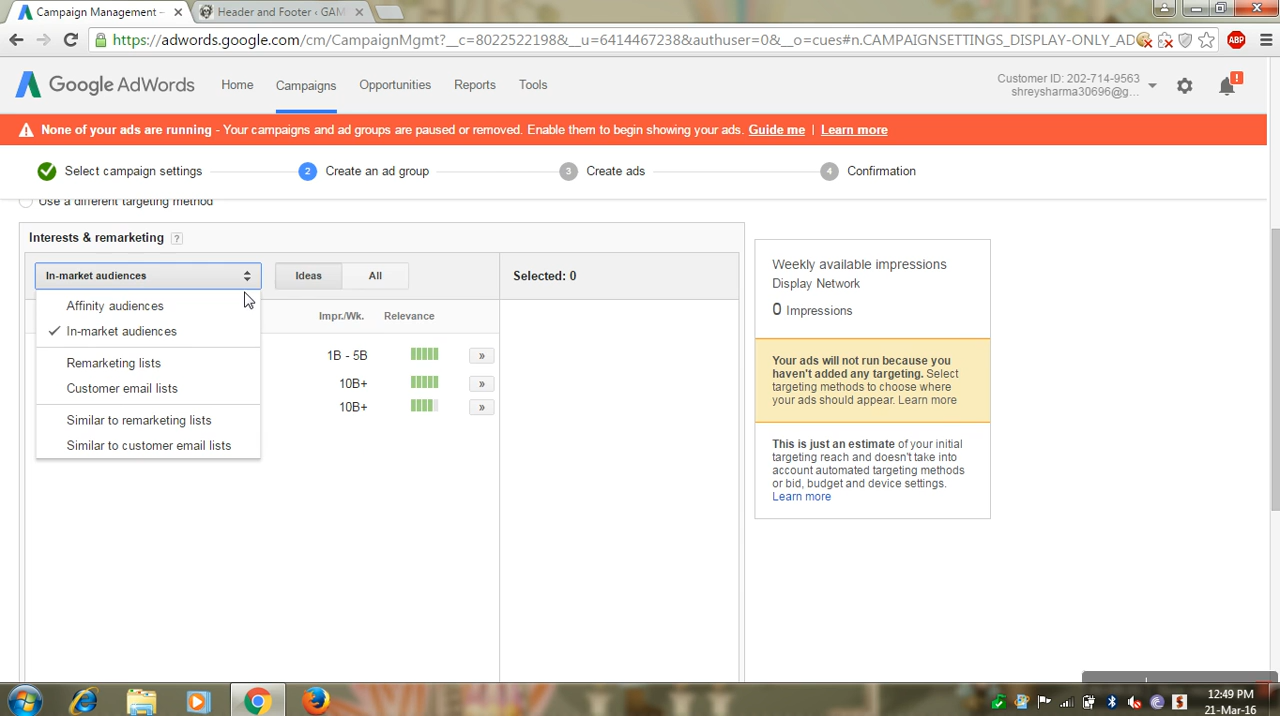 Campaign Management –
Header and Footer ‹ GAM
https://adwords.google.com/cm/CampaignMgmt?__c=8022522198&__u=6414467238&authuser=0&__o=cues#n.CAMPAIGNSETTINGS_DISPLAY-ONLY_AD
ABP
Google AdWords
Home
Campaigns
Opportunities
Reports
Tools
Customer ID: 202-714-9563
shreysharma30696@g...
!
None of your ads are running - Your campaigns and ad groups are paused or removed. Enable them to begin showing your ads. Guide me | Learn more
Select campaign settings
2 Create an ad group
3 Create ads
4 Confirmation
Use a different targeting method
Interests & remarketing ?
In-market audiences
Ideas
All
Selected: 0
Affinity audiences
In-market audiences
Remarketing lists
Customer email lists
Similar to remarketing lists
Similar to customer email lists
Impr./Wk. Relevance
1B - 5B »
10B+ »
10B+ »
Weekly available impressions
Display Network
0 Impressions
Your ads will not run because you
haven't added any targeting. Select
targeting methods to choose where
your ads should appear. Learn more
This is just an estimate of your initial
targeting reach and doesn't take into
account automated targeting methods
or bid, budget and device settings.
Learn more
12:49 PM
21-Mar-16